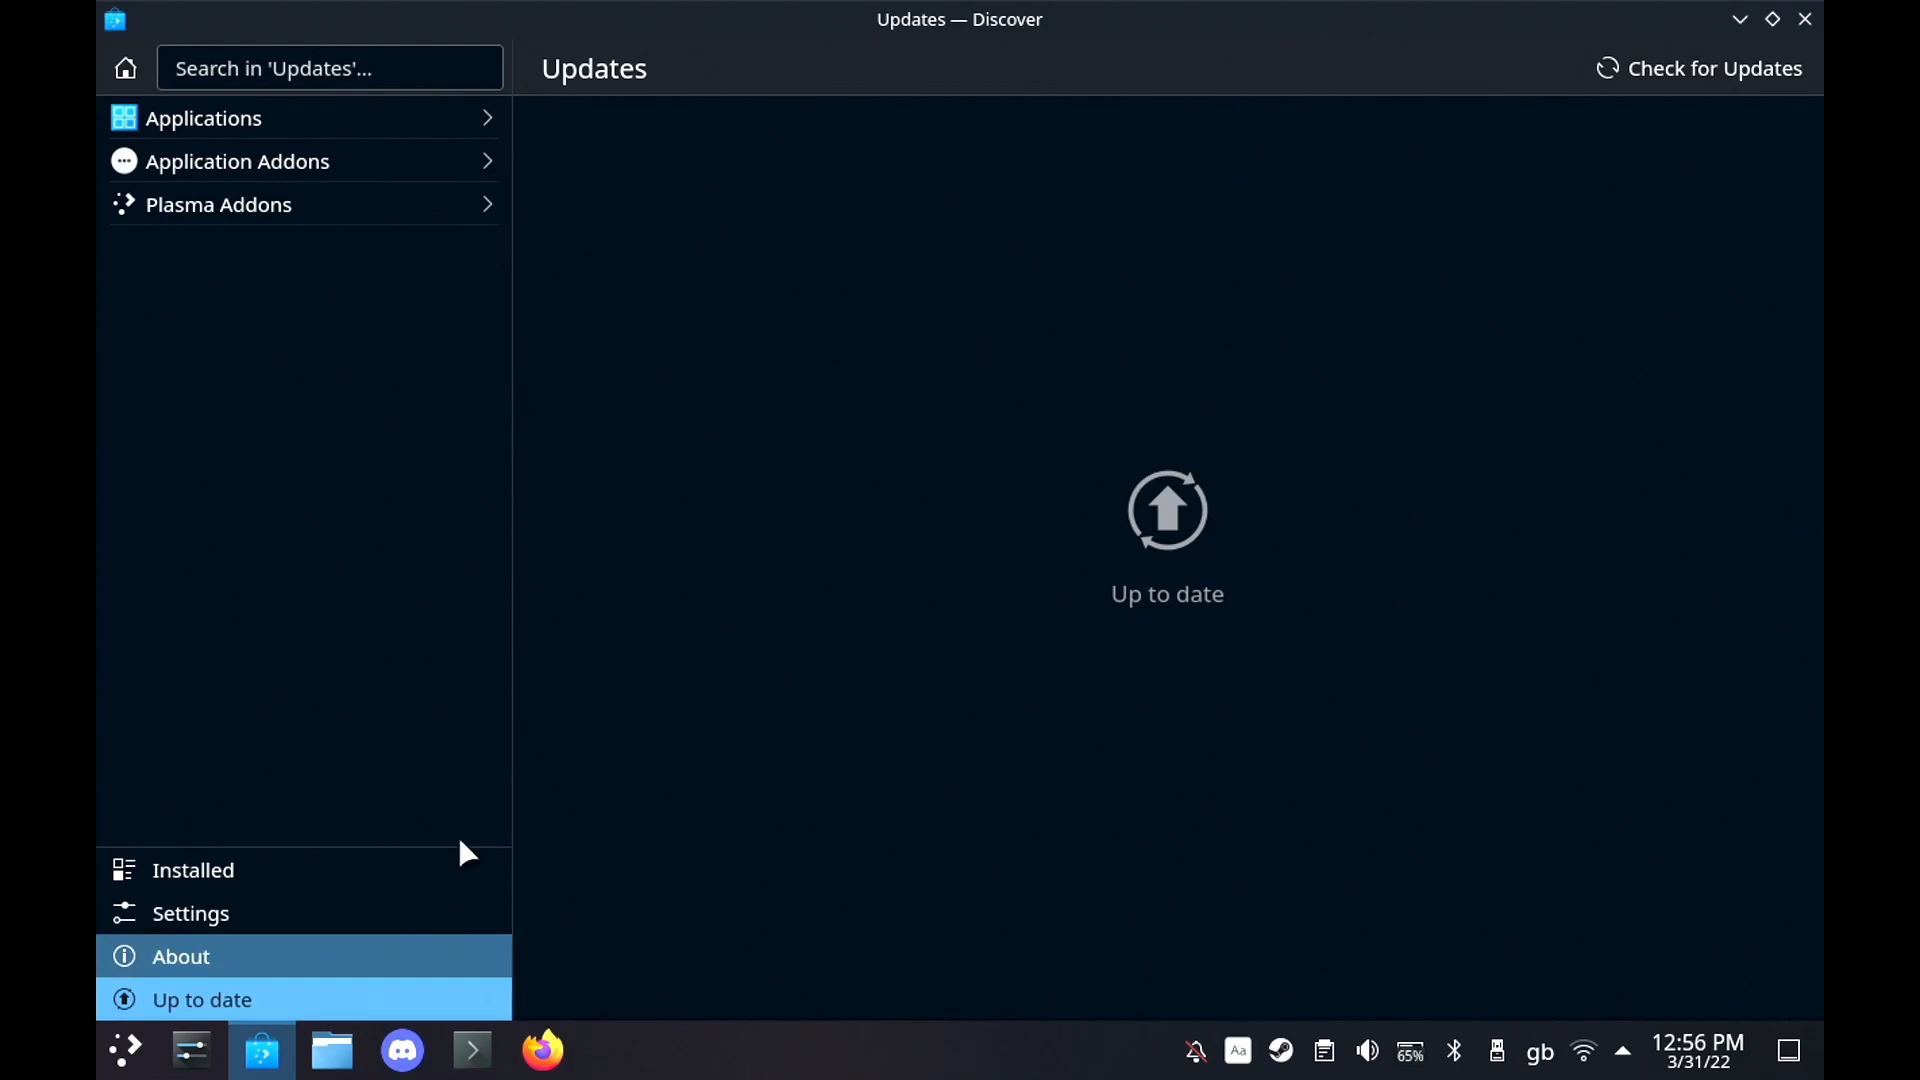 Updates — Discover
Search in 'Updates'...
Updates
Check for Updates
Applications
Application Addons
Plasma Addons
Up to date
Installed
Settings
About
Up to date
Aa
65%
gb
12:56 PM
3/31/22